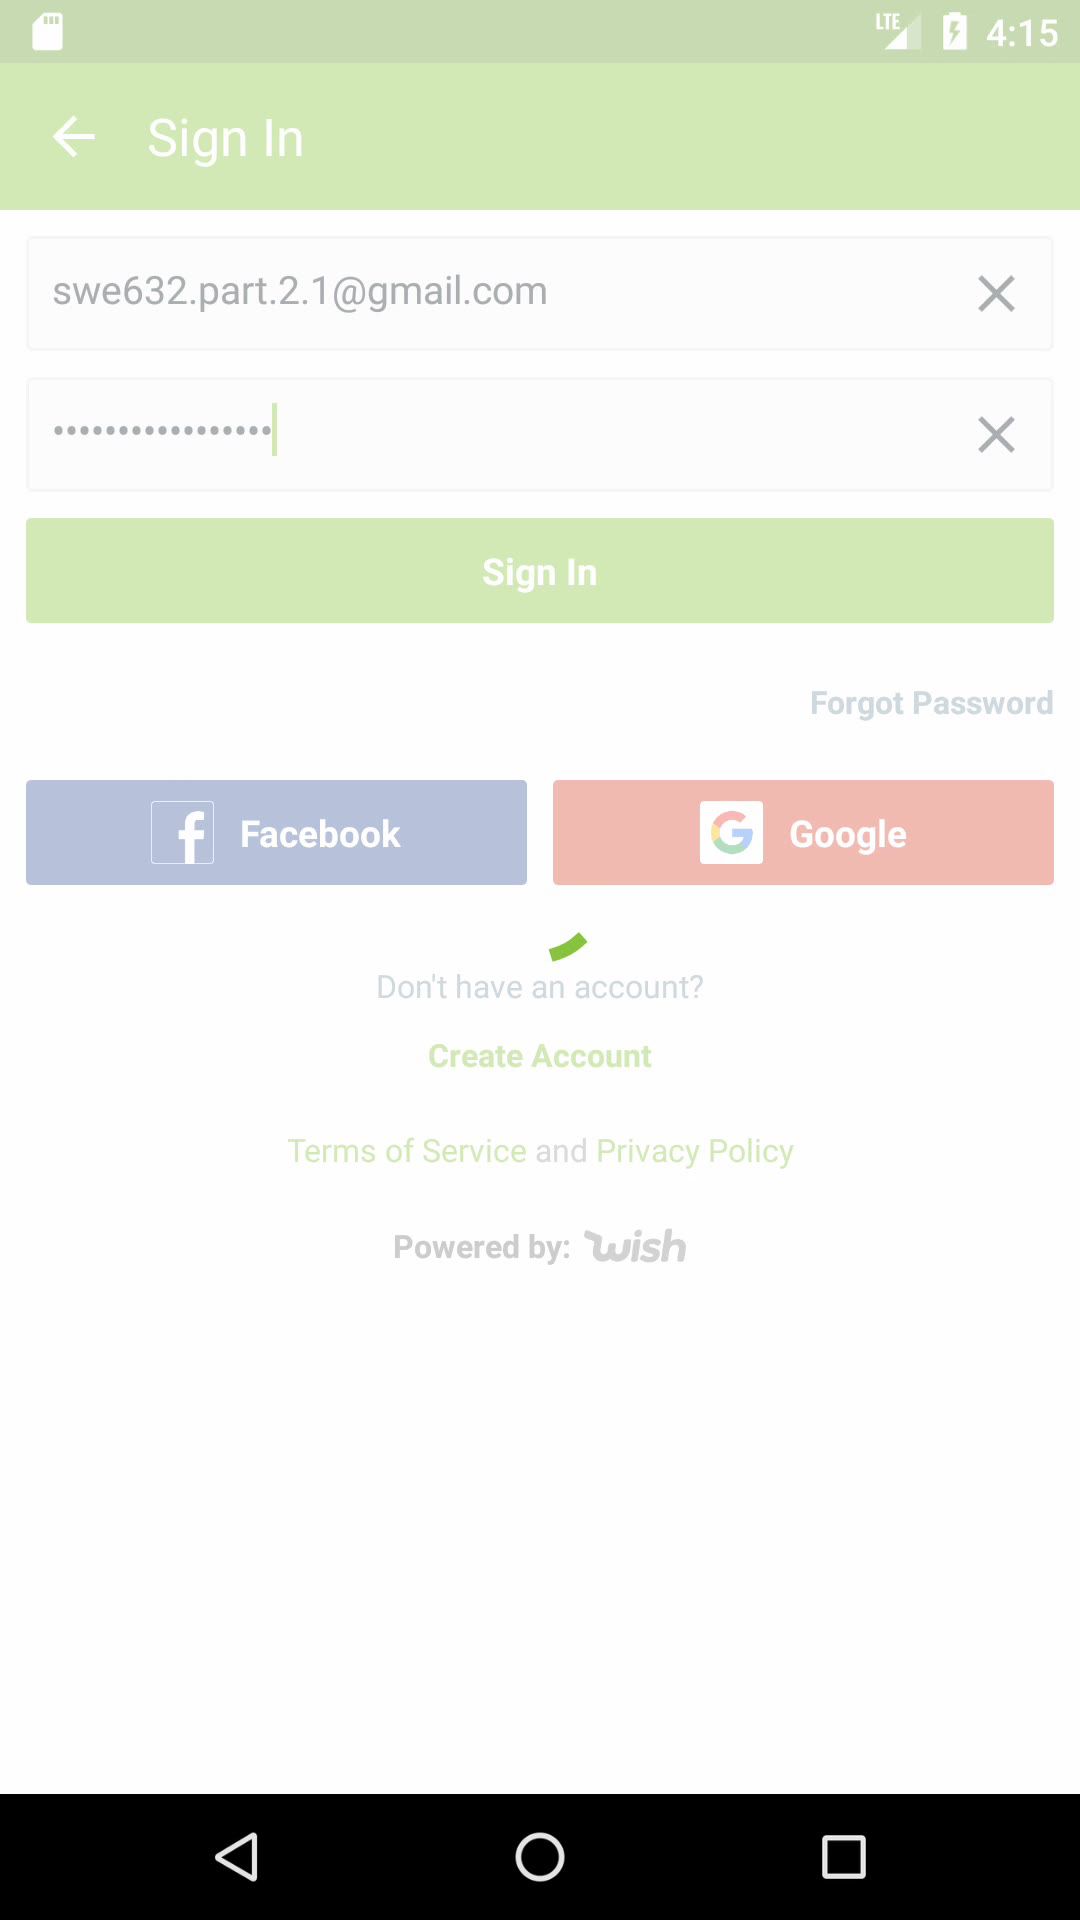 LTE 4:15
Sign In
swe632.part.2.1@gmail.com
•••••••••••••••••
Sign In
Forgot Password
Facebook
Google
Don't have an account?
Create Account
Terms of Service and Privacy Policy
Powered by: wish